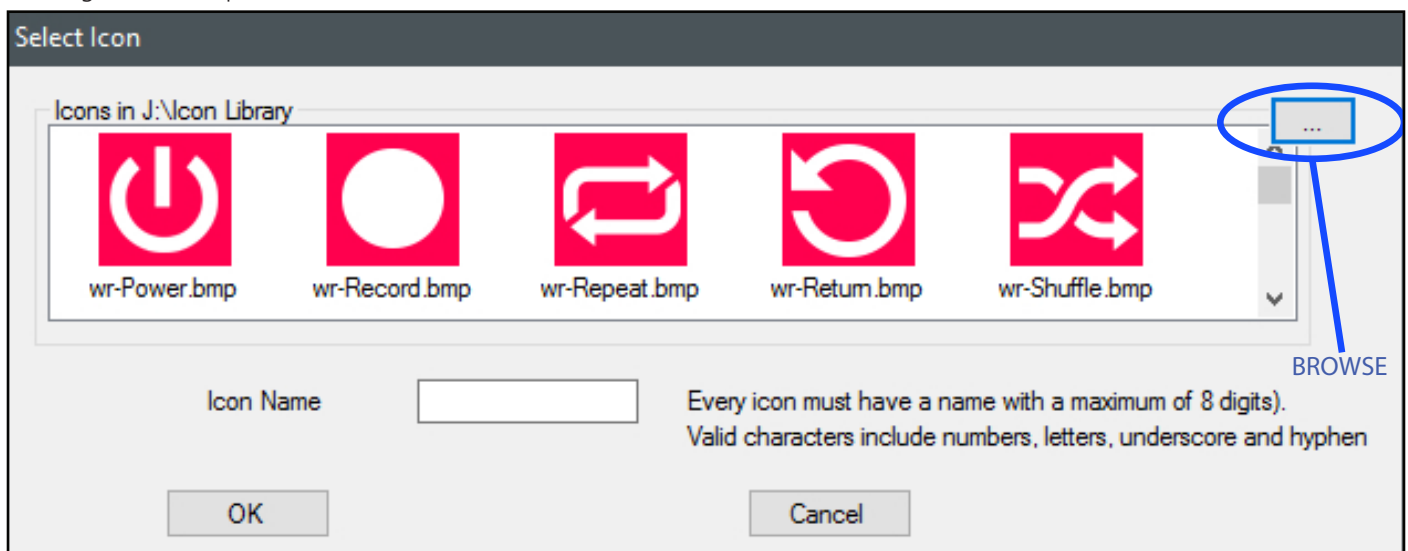 Select Icon
Icons in J:\Icon Library
...
wr-Power.bmp wr-Record.bmp wr-Repeat.bmp wr-Return.bmp wr-Shuffle.bmp
BROWSE
Icon Name Every icon must have a name with a maximum of 8 digits).
Valid characters include numbers, letters, underscore and hyphen
OK Cancel